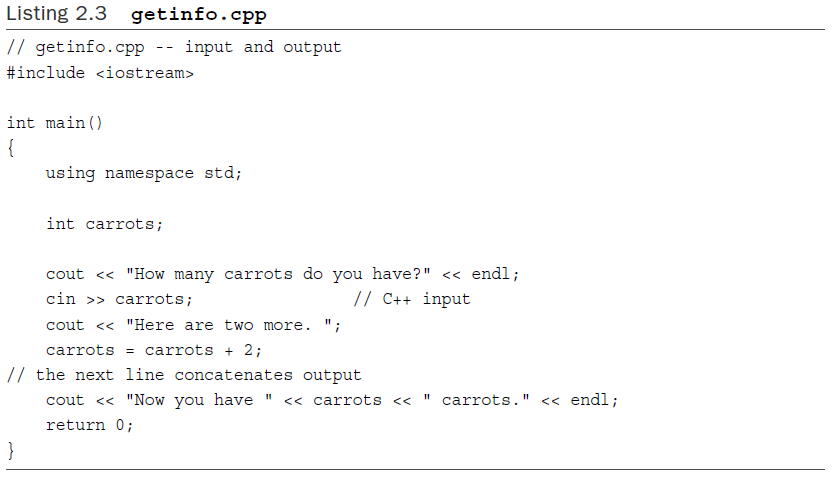 Listing 2.3 getinfo.cpp
// getinfo.cpp -- input and output
#include <iostream>
int main()
{
using namespace std;
int carrots;
cout << "How many carrots do you have?" << endl;
cin >> carrots; // C++ input
cout << "Here are two more. ";
carrots = carrots + 2;
// the next line concatenates output
cout << "Now you have " << carrots << " carrots." << endl;
return 0;
}